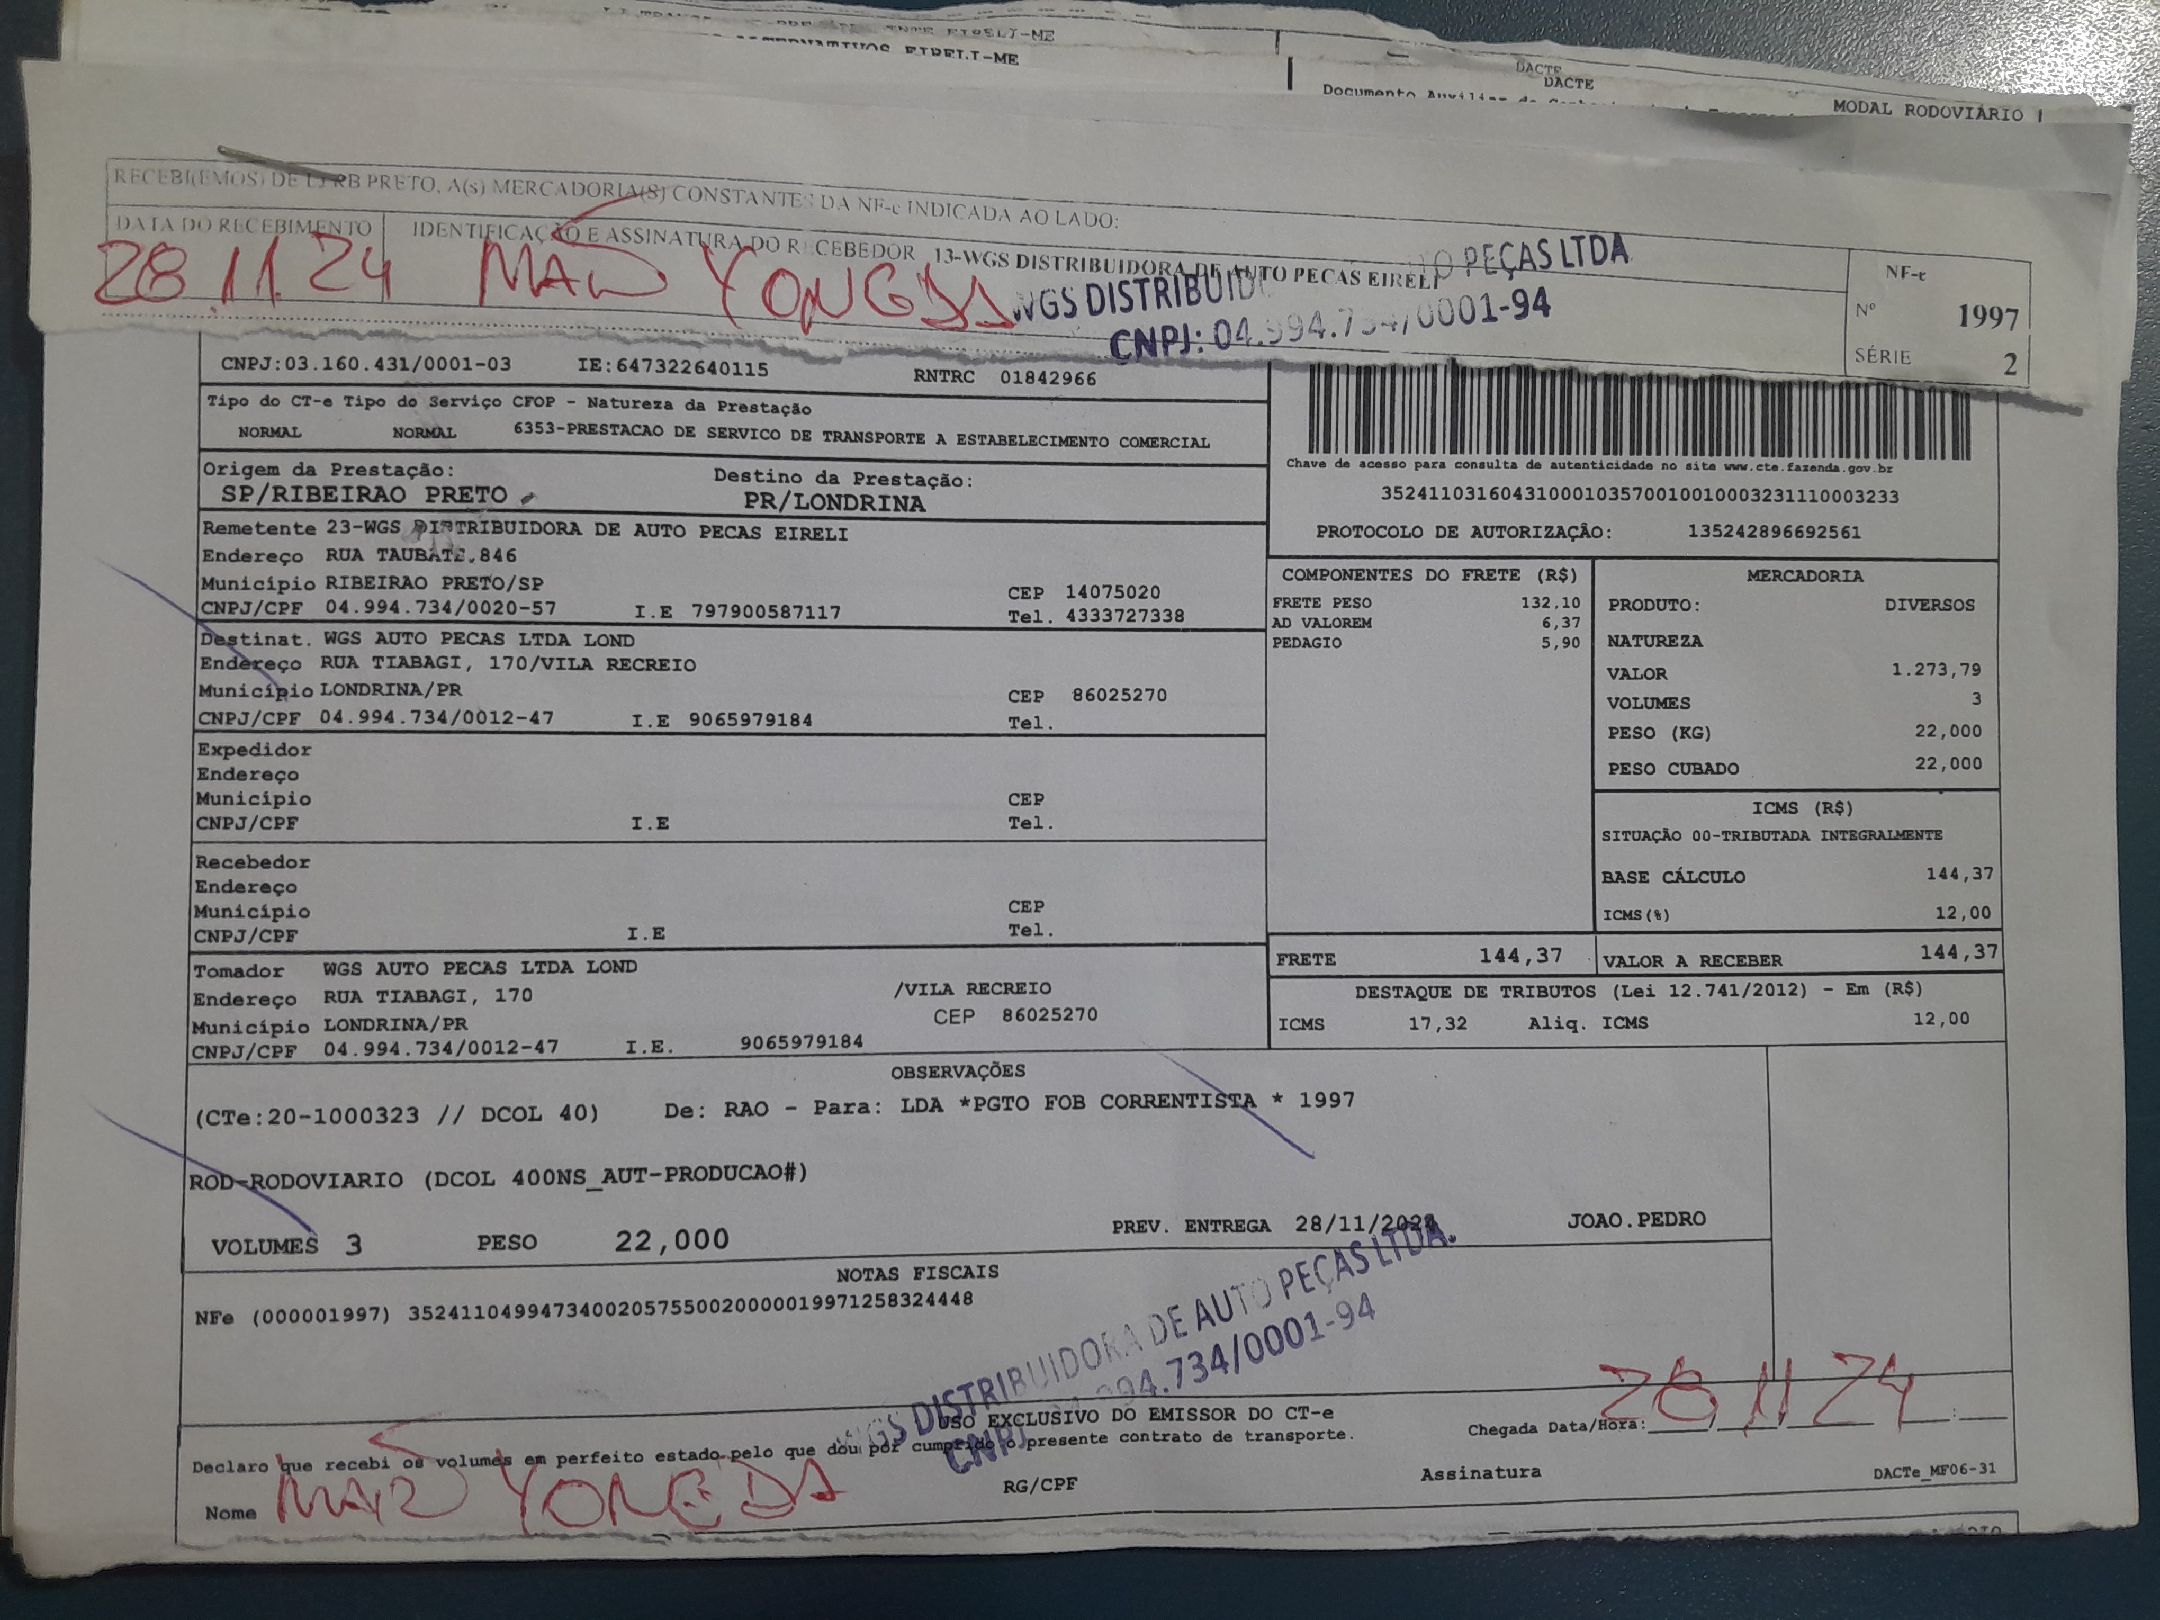 EIRELI-ME
DACTE
DACTE
MODAL RODOVIÁRIO
RECEBI(EMOS) DE RB PRETO, A(s) MERCADORIA(S) CONSTANTES DA NF-e INDICADA AO LADO:
DATA DO RECEBIMENTO
IDENTIFICAÇÃO E ASSINATURA DO RECEBEDOR 13-WGS DISTRIBUIDORA DE AUTO PECAS EIRELI
28.11.24
YONEDA
PEÇAS LTDA
WGS DISTRIBUID
CNPJ: 04.994.734/0001-94
NF-e
Nº 1997
SÉRIE 2
CNPJ:03.160.431/0001-03 IE:647322640115 RNTRC 01842966
Tipo do CT-e Tipo do Serviço CFOP - Natureza da Prestação
NORMAL NORMAL 6353-PRESTACAO DE SERVICO DE TRANSPORTE A ESTABELECIMENTO COMERCIAL
Origem da Prestação: Destino da Prestação:
SP/RIBEIRAO PRETO PR/LONDRINA
Chave de acesso para consulta de autenticidade no site www.cte.fazenda.gov.br
35241103160431000103570010010003231110003233
PROTOCOLO DE AUTORIZAÇÃO: 135242896692561
Remetente 23-WGS DISTRIBUIDORA DE AUTO PECAS EIRELI
Endereço RUA TAUBATE,846
Município RIBEIRAO PRETO/SP CEP 14075020
CNPJ/CPF 04.994.734/0020-57 I.E 797900587117 Tel. 4333727338
Destinat. WGS AUTO PECAS LTDA LOND
Endereço RUA TIABAGI, 170/VILA RECREIO
Município LONDRINA/PR CEP 86025270
CNPJ/CPF 04.994.734/0012-47 I.E 9065979184 Tel.
Expedidor
Endereço
Município CEP
CNPJ/CPF I.E Tel.
Recebedor
Endereço
Município CEP
CNPJ/CPF I.E Tel.
Tomador WGS AUTO PECAS LTDA LOND
Endereço RUA TIABAGI, 170 /VILA RECREIO
Município LONDRINA/PR CEP 86025270
CNPJ/CPF 04.994.734/0012-47 I.E. 9065979184
COMPONENTES DO FRETE (R$)
FRETE PESO 132,10
AD VALOREM 6,37
PEDAGIO 5,90
MERCADORIA
PRODUTO: DIVERSOS
NATUREZA
VALOR 1.273,79
VOLUMES 3
PESO (KG) 22,000
PESO CUBADO 22,000
ICMS (R$)
SITUAÇÃO 00-TRIBUTADA INTEGRALMENTE
BASE CÁLCULO 144,37
ICMS(%) 12,00
FRETE 144,37 VALOR A RECEBER 144,37
DESTAQUE DE TRIBUTOS (Lei 12.741/2012) - Em (R$)
ICMS 17,32 Aliq. ICMS 12,00
OBSERVAÇÕES
(CTe:20-1000323 // DCOL 40) De: RAO - Para: LDA *PGTO FOB CORRENTISTA * 1997
ROD-RODOVIARIO (DCOL 400NS_AUT-PRODUCAO#)
VOLUMES 3 PESO 22,000 PREV. ENTREGA 28/11/2024 JOAO.PEDRO
NOTAS FISCAIS
NFe (000001997) 35241104994734002057550020000019971258324448
WGS DISTRIBUIDORA DE AUTO PEÇAS LTDA.
CNPJ 994.734/0001-94
USO EXCLUSIVO DO EMISSOR DO CT-e
Chegada Data/Hora: 28 / 11 / 24 :
Declaro que recebi os volumes em perfeito estado pelo que dou por cumprido o presente contrato de transporte.
Nome YONEDA RG/CPF Assinatura DACTe_MF06-31